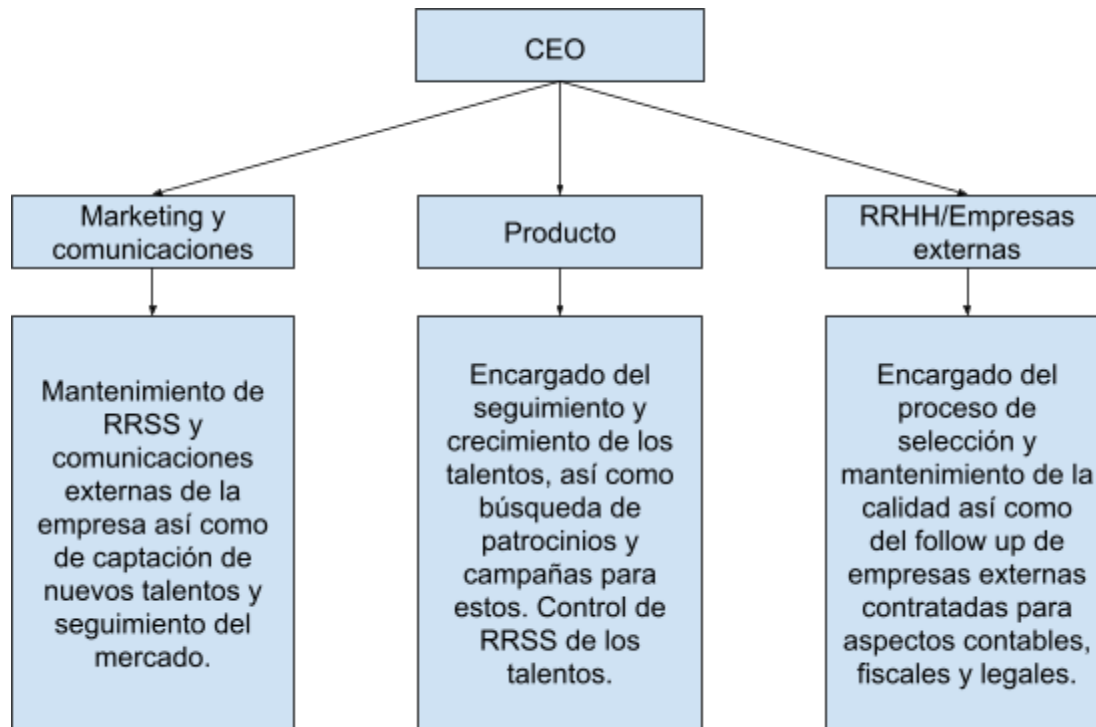 CEO
Marketing y
comunicaciones
Producto
RRHH/Empresas
externas
Mantenimiento de
RRSS y
comunicaciones
externas de la
empresa así como
de captación de
nuevos talentos y
seguimiento del
mercado.
Encargado del
seguimiento y
crecimiento de los
talentos, así como
búsqueda de
patrocinios y
campañas para
estos. Control de
RRSS de los
talentos.
Encargado del
proceso de
selección y
mantenimiento de la
calidad así como
del follow up de
empresas externas
contratadas para
aspectos contables,
fiscales y legales.